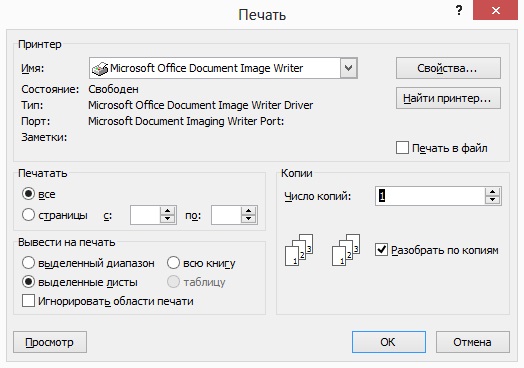 Печать
?
Принтер
Имя: Microsoft Office Document Image Writer
Свойства...
Состояние: Свободен
Тип: Microsoft Office Document Image Writer Driver
Найти принтер...
Порт: Microsoft Document Imaging Writer Port:
Заметки:
Печать в файл
Печатать
все
страницы с: по:
Копии
Число копий: 1
1 2 3 1 2 3
Разобрать по копиям
Вывести на печать
выделенный диапазон всю книгу
выделенные листы таблицу
Игнорировать области печати
Просмотр ОК Отмена